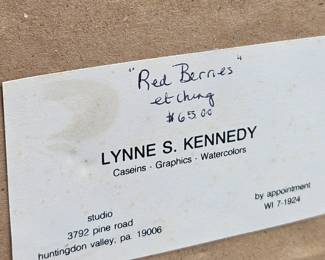 "Red Berries"
etching
$65.00
LYNNE S. KENNEDY
Caseins · Graphics · Watercolors
studio
3792 pine road
huntingdon valley, pa. 19006
by appointment
WI 7-1924